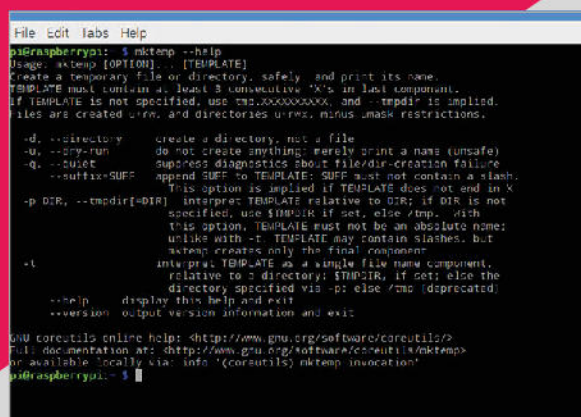 File Edit Tabs Help
pi@raspberrypi:~ $ mktemp --help
Usage: mktemp [OPTION]... [TEMPLATE]
Create a temporary file or directory, safely, and print its name.
TEMPLATE must contain at least 3 consecutive 'X's in last component.
If TEMPLATE is not specified, use tmp.XXXXXXXXXX, and --tmpdir is implied.
Files are created u+rw, and directories u+rwx, minus umask restrictions.
-d, --directory create a directory, not a file
-u, --dry-run do not create anything; merely print a name (unsafe)
-q, --quiet suppress diagnostics about file/dir-creation failure
--suffix=SUFF append SUFF to TEMPLATE; SUFF must not contain a slash.
This option is implied if TEMPLATE does not end in X
-p DIR, --tmpdir[=DIR] interpret TEMPLATE relative to DIR; if DIR is not
specified, use $TMPDIR if set, else /tmp. With
this option, TEMPLATE must not be an absolute name;
unlike with -t, TEMPLATE may contain slashes, but
mktemp creates only the final component
-t interpret TEMPLATE as a single file name component,
relative to a directory: $TMPDIR, if set; else the
directory specified via -p; else /tmp [deprecated]
--help display this help and exit
--version output version information and exit
GNU coreutils online help: <http://www.gnu.org/software/coreutils/>
Full documentation at: <http://www.gnu.org/software/coreutils/mktemp>
or available locally via: info '(coreutils) mktemp invocation'
pi@raspberrypi:~ $